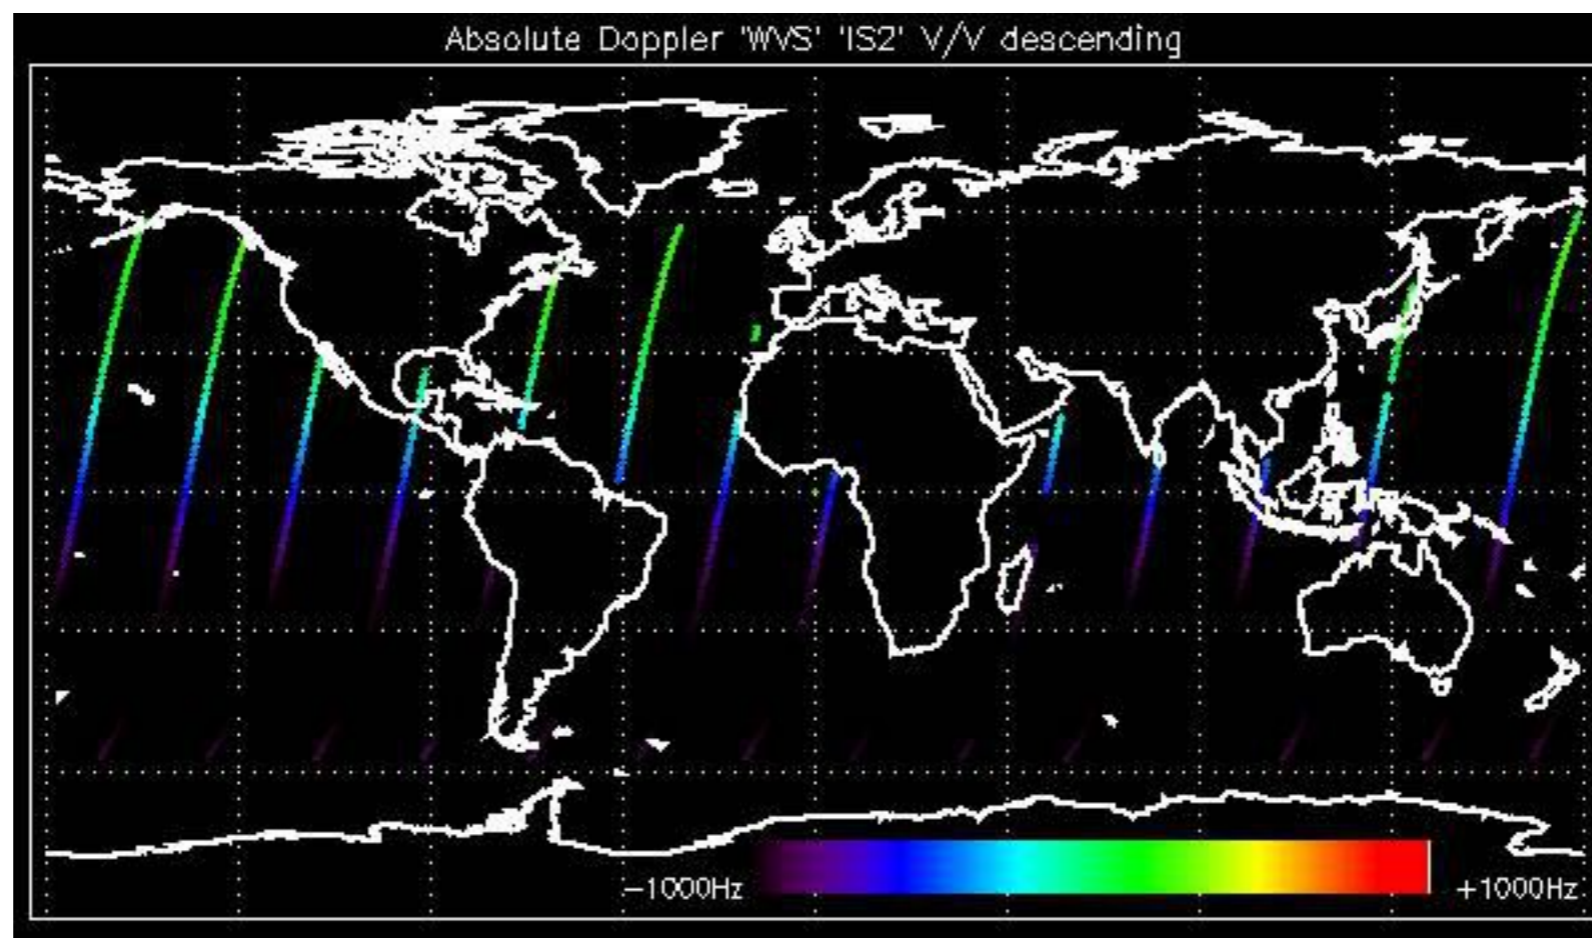 Absolute Doppler 'WVS' 'IS2' V/V descending
−1000Hz
+1000Hz